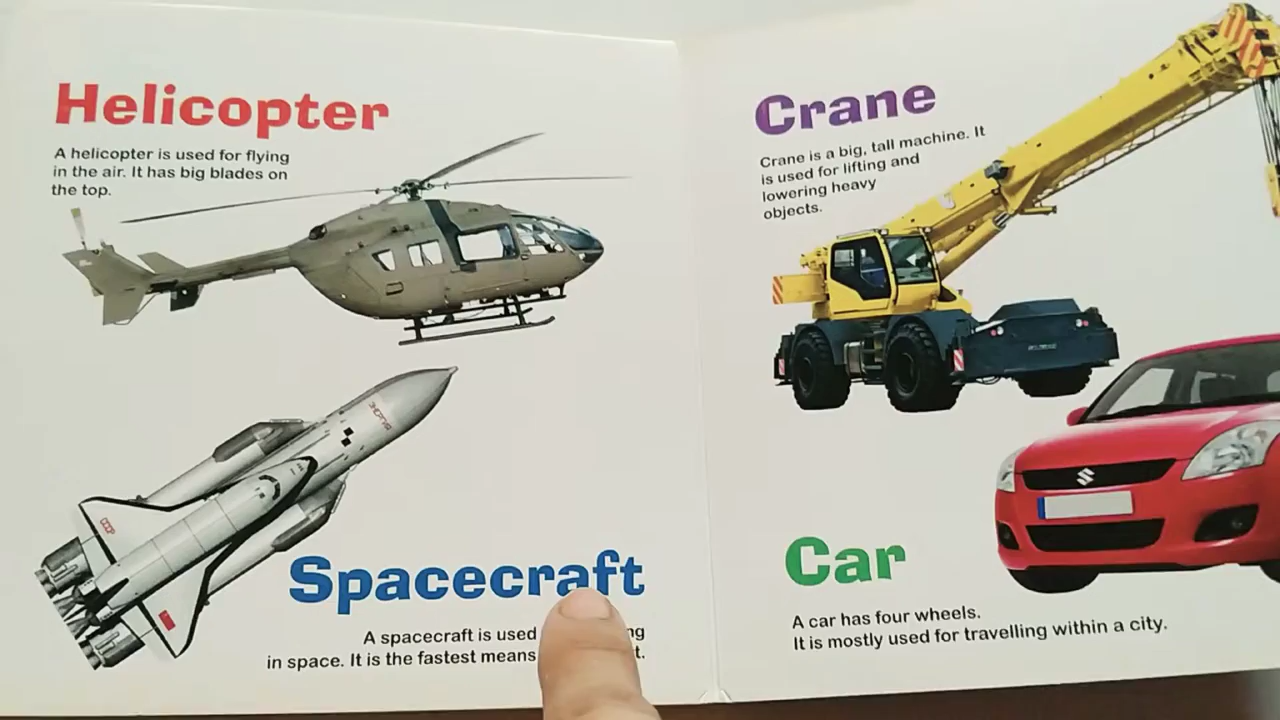 Helicopter
A helicopter is used for flying
in the air. It has big blades on
the top.
Spacecraft
A spacecraft is used
in space. It is the fastest means
Crane
Crane is a big, tall machine. It
is used for lifting and
lowering heavy
objects.
Car
A car has four wheels.
It is mostly used for travelling within a city.
СССР